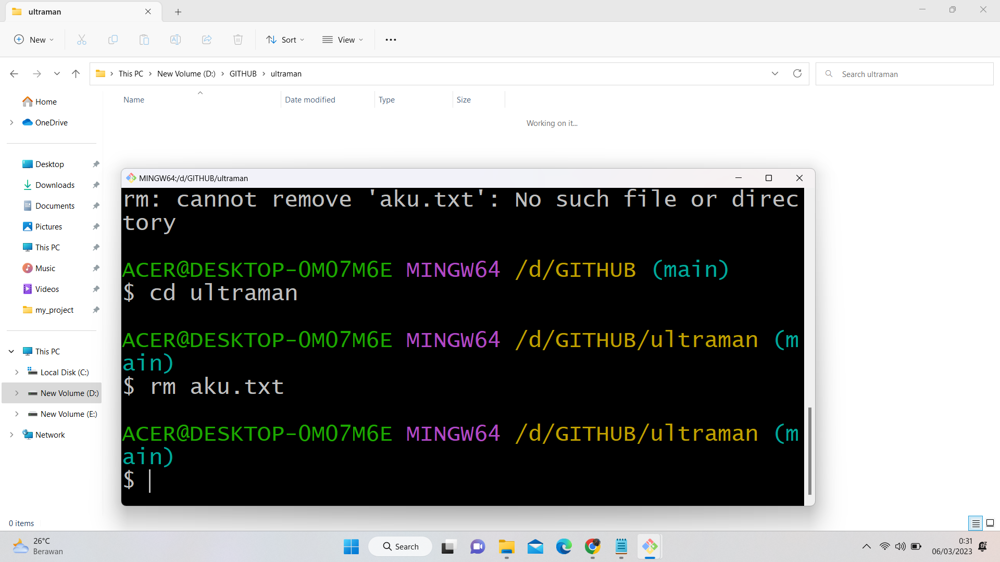 ultraman
New
Sort
View
This PC
New Volume (D:)
GITHUB
ultraman
Search ultraman
Name
Date modified
Type
Size
Working on it...
Home
OneDrive
Desktop
Downloads
Documents
Pictures
This PC
Music
Videos
my_project
This PC
Local Disk (C:)
New Volume (D:)
New Volume (E:)
Network
MINGW64:/d/GITHUB/ultraman
rm: cannot remove 'aku.txt': No such file or direc
tory
ACER@DESKTOP-0MO7M6E MINGW64 /d/GITHUB (main)
$ cd ultraman
ACER@DESKTOP-0MO7M6E MINGW64 /d/GITHUB/ultraman (m
ain)
$ rm aku.txt
ACER@DESKTOP-0MO7M6E MINGW64 /d/GITHUB/ultraman (m
ain)
$
0 items
26°C
Berawan
Search
0:31
06/03/2023